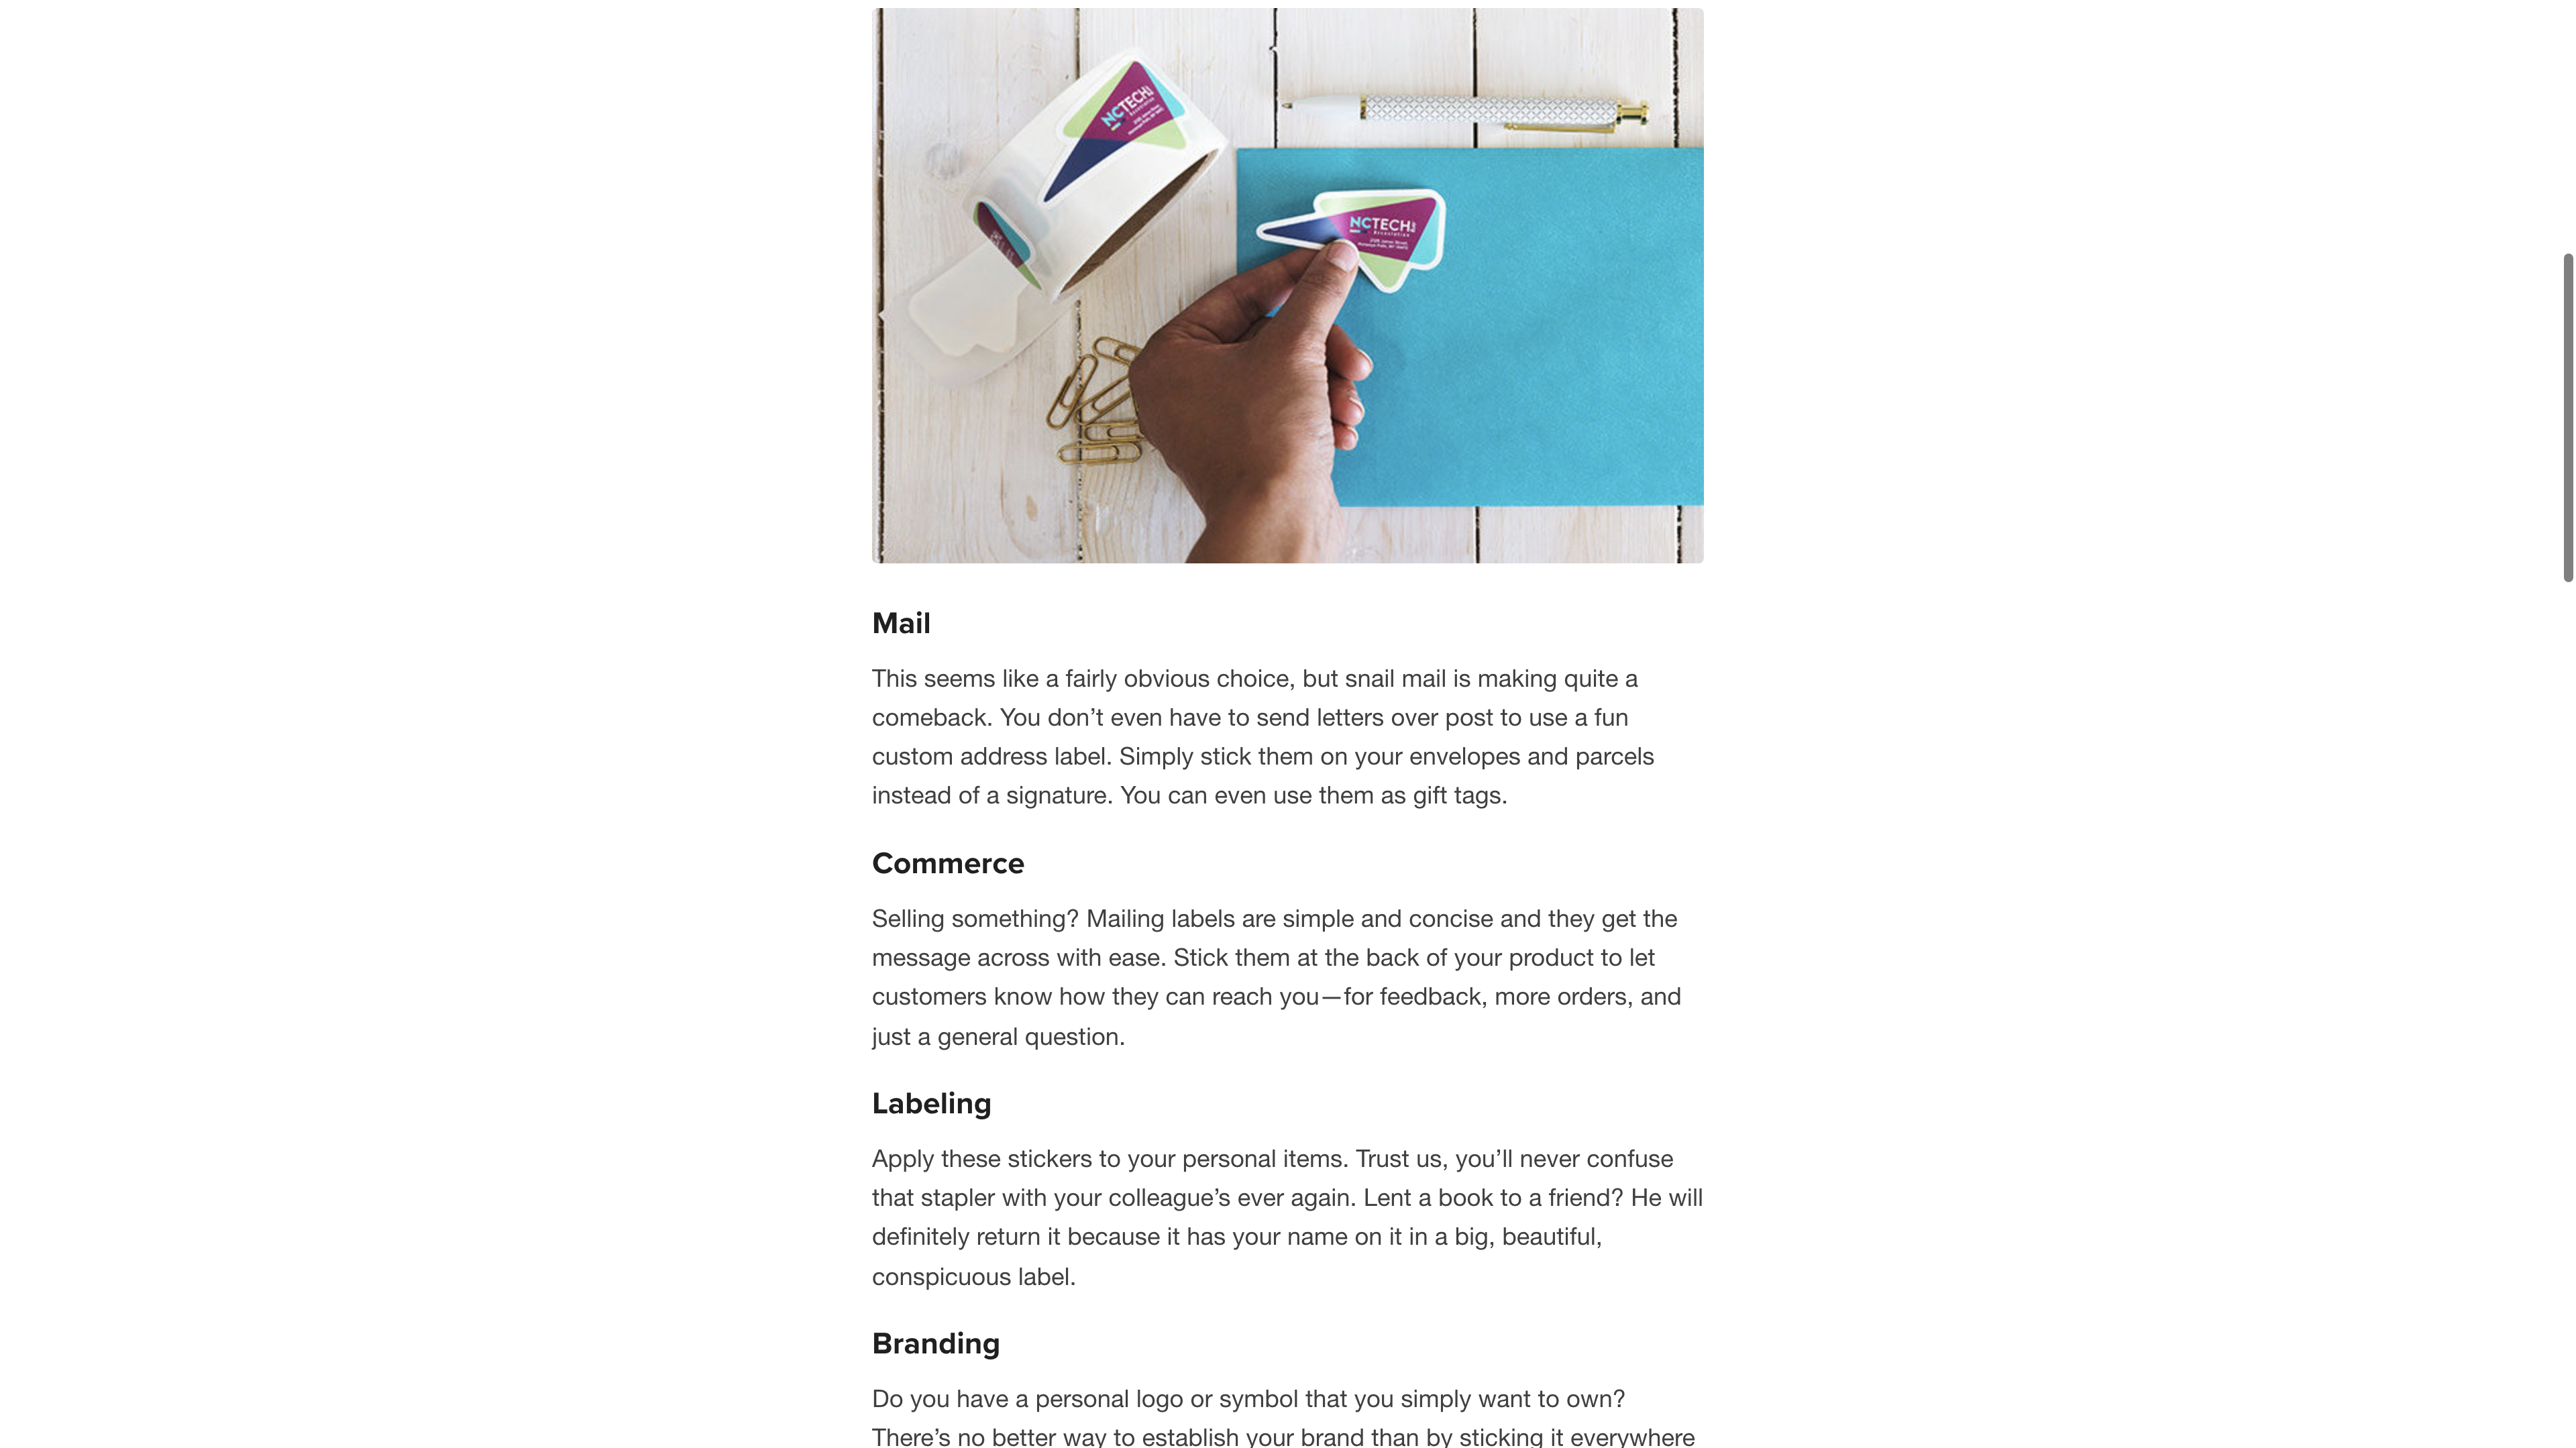 NCTECH
NCTECH
Association
Mail
This seems like a fairly obvious choice, but snail mail is making quite a
comeback. You don’t even have to send letters over post to use a fun
custom address label. Simply stick them on your envelopes and parcels
instead of a signature. You can even use them as gift tags.
Commerce
Selling something? Mailing labels are simple and concise and they get the
message across with ease. Stick them at the back of your product to let
customers know how they can reach you—for feedback, more orders, and
just a general question.
Labeling
Apply these stickers to your personal items. Trust us, you’ll never confuse
that stapler with your colleague’s ever again. Lent a book to a friend? He will
definitely return it because it has your name on it in a big, beautiful,
conspicuous label.
Branding
Do you have a personal logo or symbol that you simply want to own?
There’s no better way to establish your brand than by sticking it everywhere